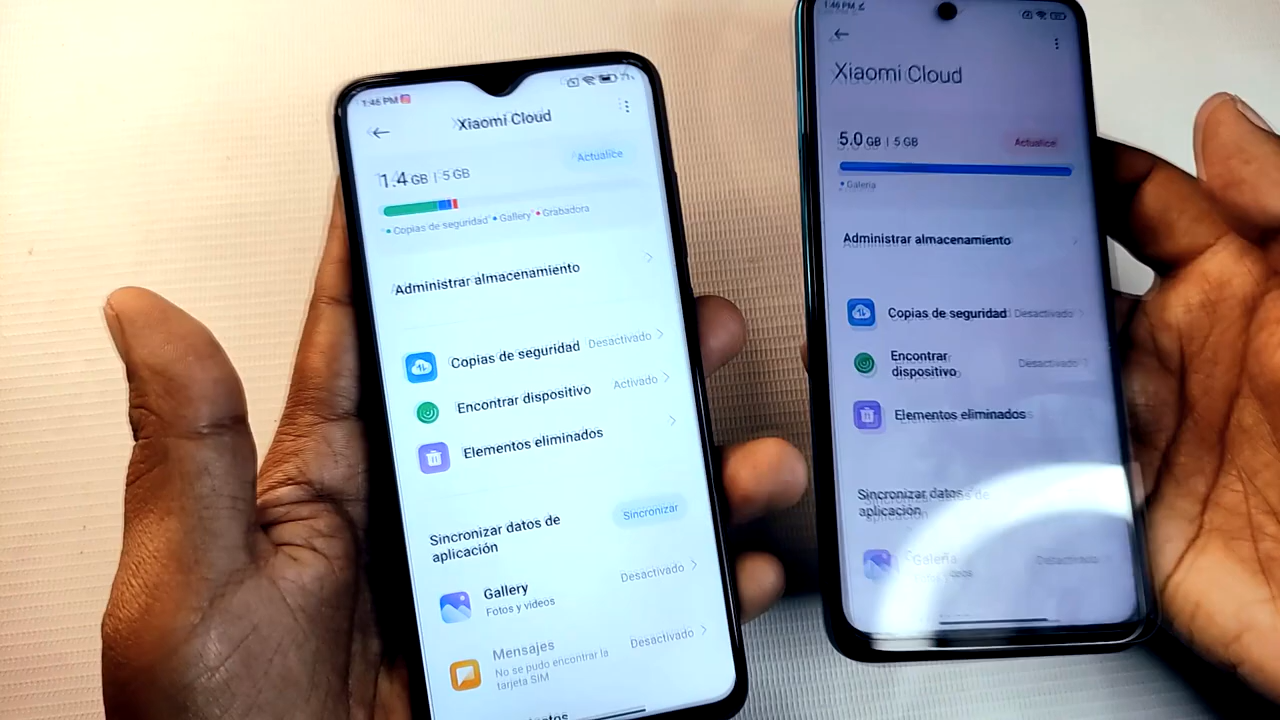 1:46 PM
Xiaomi Cloud
1.4 GB | 5 GB
Actualice
Copias de seguridad Gallery Grabadora
Administrar almacenamiento
Copias de seguridad Desactivado
Encontrar dispositivo Activado
Elementos eliminados
Sincronizar datos de
aplicación
Sincronizar
Gallery
Fotos y videos
Desactivado
Mensajes
No se pudo encontrar la
tarjeta SIM
Desactivado
1:46 PM
Xiaomi Cloud
5.0 GB | 5 GB
Actualice
Galería
Administrar almacenamiento
Copias de seguridad Desactivado
Encontrar
dispositivo
Desactivado
Elementos eliminados
Sincronizar datos de
aplicación
Galería
Desactivado